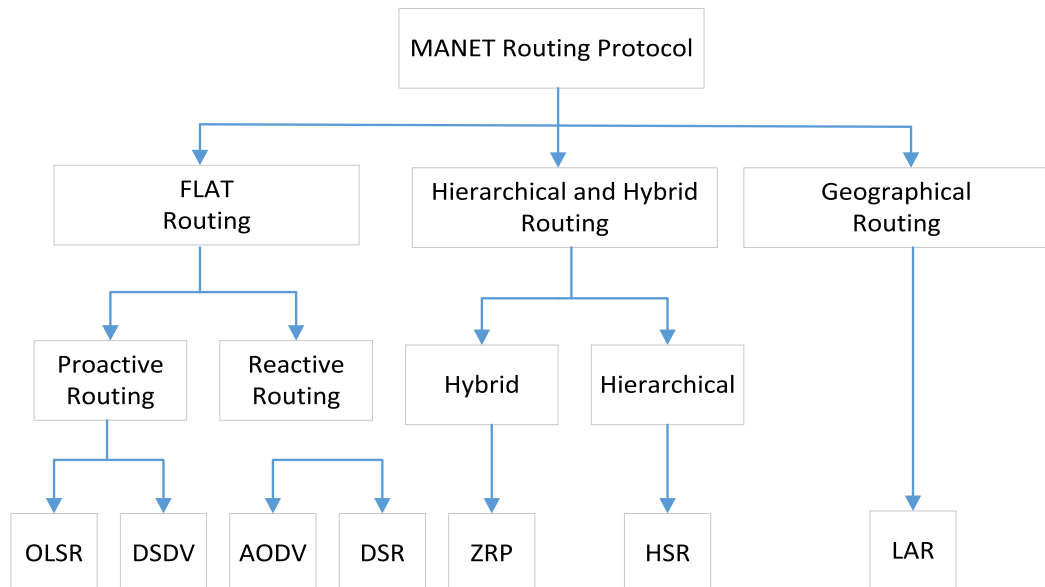 MANET Routing Protocol
FLAT
Routing
Hierarchical and Hybrid
Routing
Geographical
Routing
Proactive
Routing
Reactive
Routing
Hybrid
Hierarchical
OLSR
DSDV
AODV
DSR
ZRP
HSR
LAR